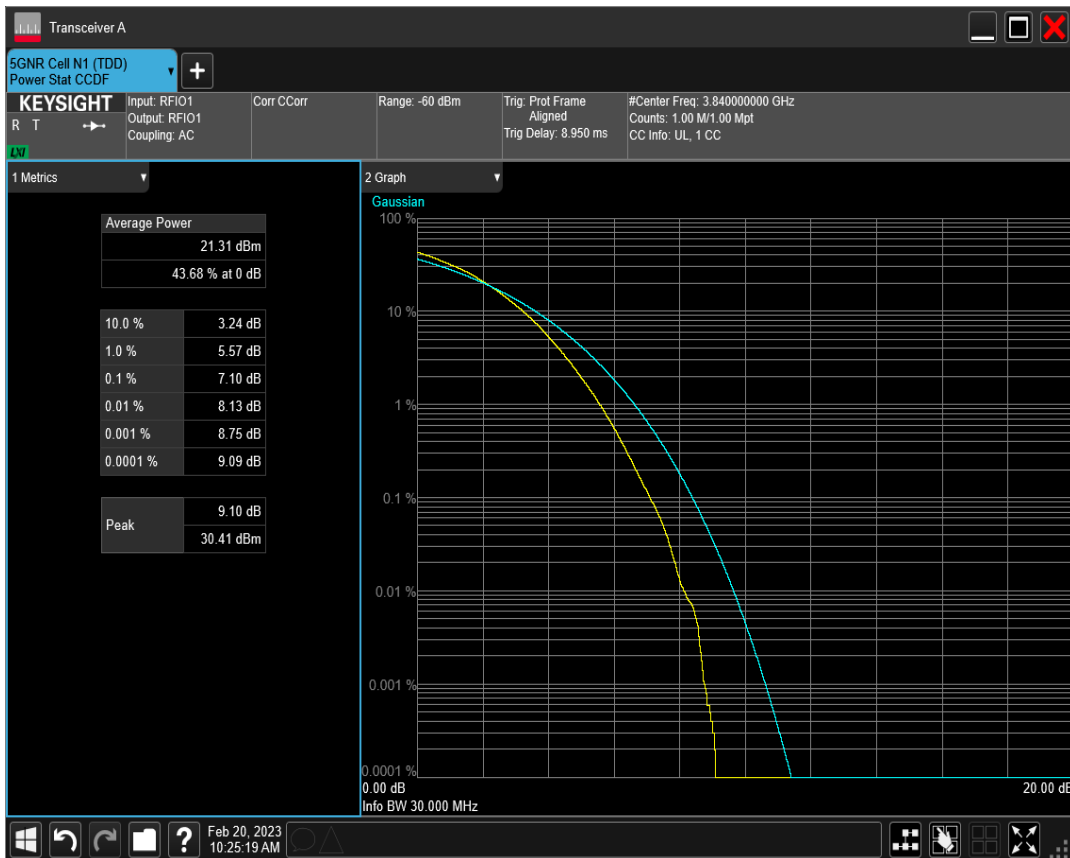 Transceiver A
5GNR Cell N1 (TDD)
Power Stat CCDF
KEYSIGHT
R T
LXI
Input: RFIO1
Output: RFIO1
Coupling: AC
Corr CCorr
Range: -60 dBm
Trig: Prot Frame
Aligned
Trig Delay: 8.950 ms
#Center Freq: 3.840000000 GHz
Counts: 1.00 M/1.00 Mpt
CC Info: UL, 1 CC
1 Metrics
Average Power
21.31 dBm
43.68 % at 0 dB
10.0 % 3.24 dB
1.0 % 5.57 dB
0.1 % 7.10 dB
0.01 % 8.13 dB
0.001 % 8.75 dB
0.0001 % 9.09 dB
Peak 9.10 dB
30.41 dBm
2 Graph
Gaussian
100 %
10 %
1 %
0.1 %
0.01 %
0.001 %
0.0001 %
0.00 dB 20.00 dB
Info BW 30.000 MHz
? Feb 20, 2023
10:25:19 AM